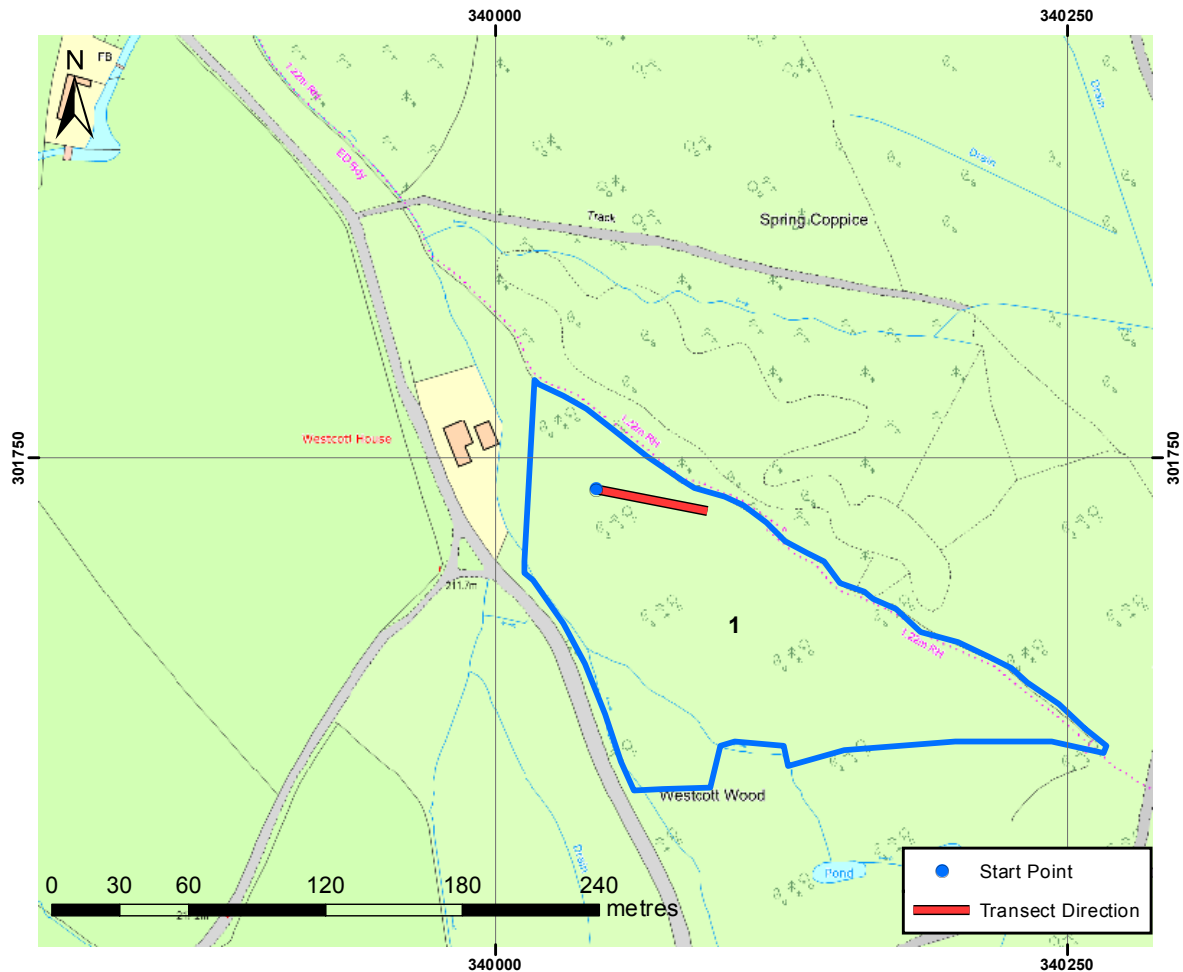 340000
340250
FB
N
1.22m RH
ED Bdy
Drain
Drain
Track
Spring Coppice
Westcott House
1.22m RH
301750
301750
211.7m
1
1.22m RH
Westcott Wood
Drain
Pond
0 30 60 120 180 240
metres
Start Point
Transect Direction
340000
340250